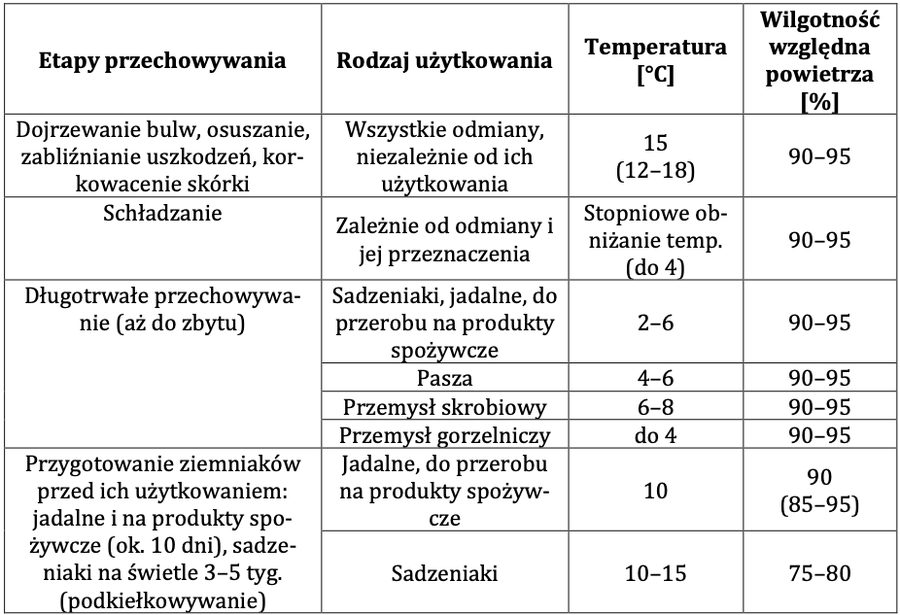 Etapy przechowywania
Rodzaj użytkowania
Temperatura
[°C]
Wilgotność
względna
powietrza
[%]
Dojrzewanie bulw, osuszanie,
zabliźnianie uszkodzeń, kor-
kowacenie skórki
Wszystkie odmiany,
niezależnie od ich
użytkowania
15
(12–18)
90–95
Schładzanie
Zależnie od odmiany i
jej przeznaczenia
Stopniowe ob-
niżanie temp.
(do 4)
90–95
Długotrwałe przechowywa-
nie (aż do zbytu)
Sadzeniaki, jadalne, do
przerobu na produkty
spożywcze
2–6
90–95
Pasza
4–6
90–95
Przemysł skrobiowy
6–8
90–95
Przemysł gorzelniczy
do 4
90–95
Przygotowanie ziemniaków
przed ich użytkowaniem:
jadalne i na produkty spo-
żywcze (ok. 10 dni), sadze-
niaki na świetle 3–5 tyg.
(podkiełkowywanie)
Jadalne, do przerobu
na produkty spożyw-
cze
10
90
(85–95)
Sadzeniaki
10–15
75–80